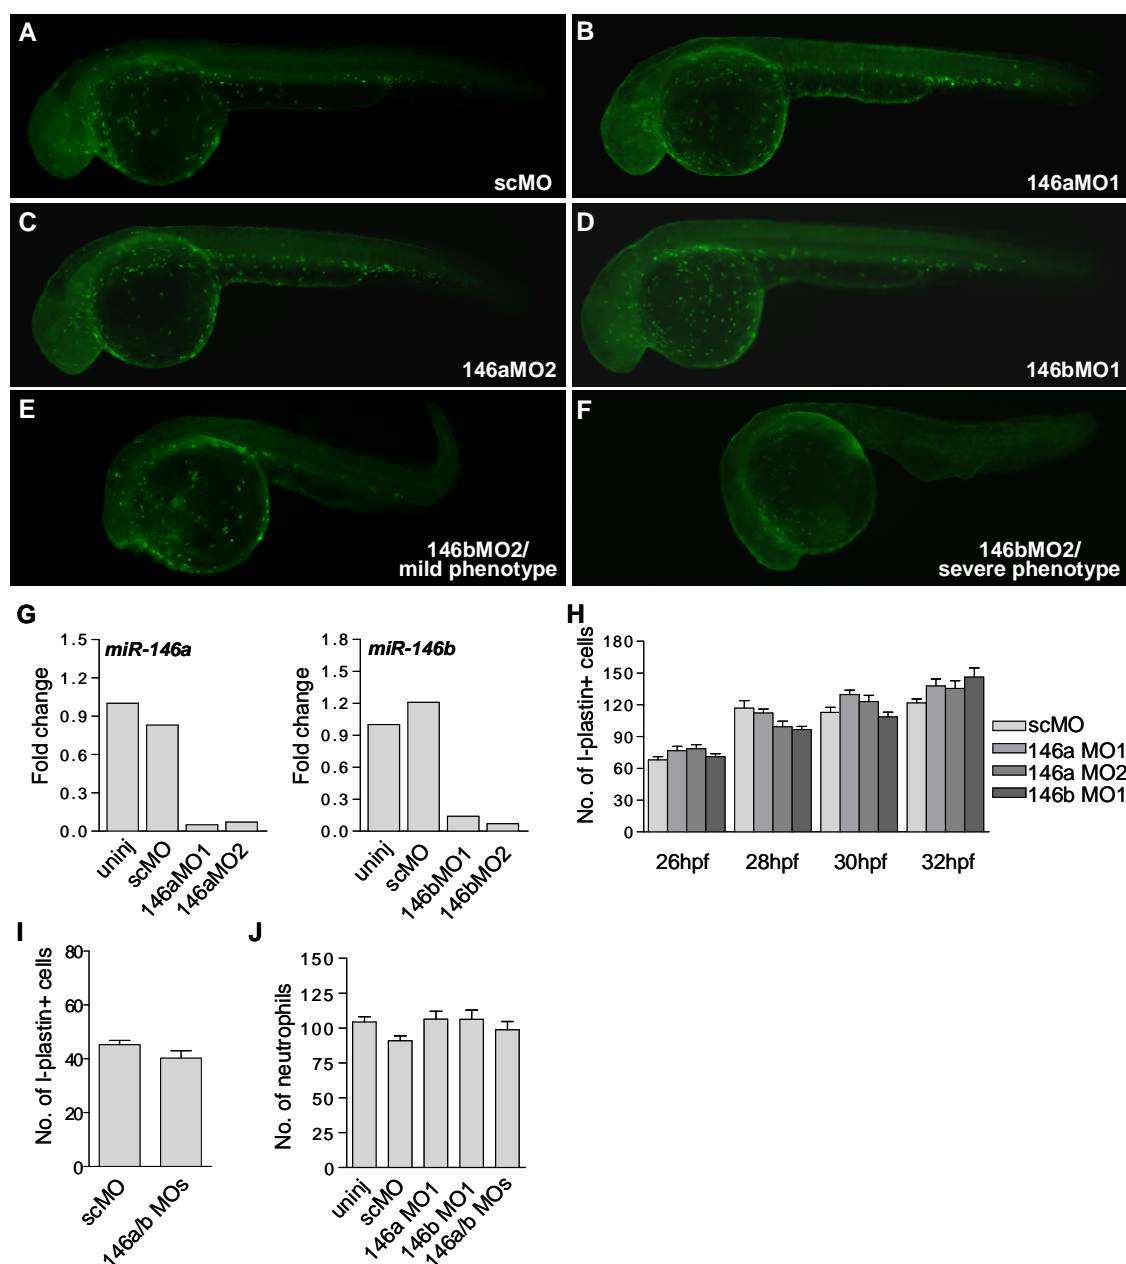 A
scMO
B
146aMO1
C
146aMO2
D
146bMO1
E
146bMO2/
mild phenotype
F
146bMO2/
severe phenotype
G
miR-146a
Fold change
1.5
1.2
0.9
0.6
0.3
0.0
uninj
scMO
146aMO1
146aMO2
miR-146b
Fold change
1.8
1.5
1.2
0.9
0.6
0.3
0.0
uninj
scMO
146bMO1
146bMO2
H
No. of l-plastin+ cells
180
150
120
90
60
30
0
26hpf
28hpf
30hpf
32hpf
scMO
146a MO1
146a MO2
146b MO1
I
No. of l-plastin+ cells
80
60
40
20
0
scMO
146a/b MOs
J
No. of neutrophils
150
125
100
75
50
25
0
uninj
scMO
146a MO1
146b MO1
146a/b MOs